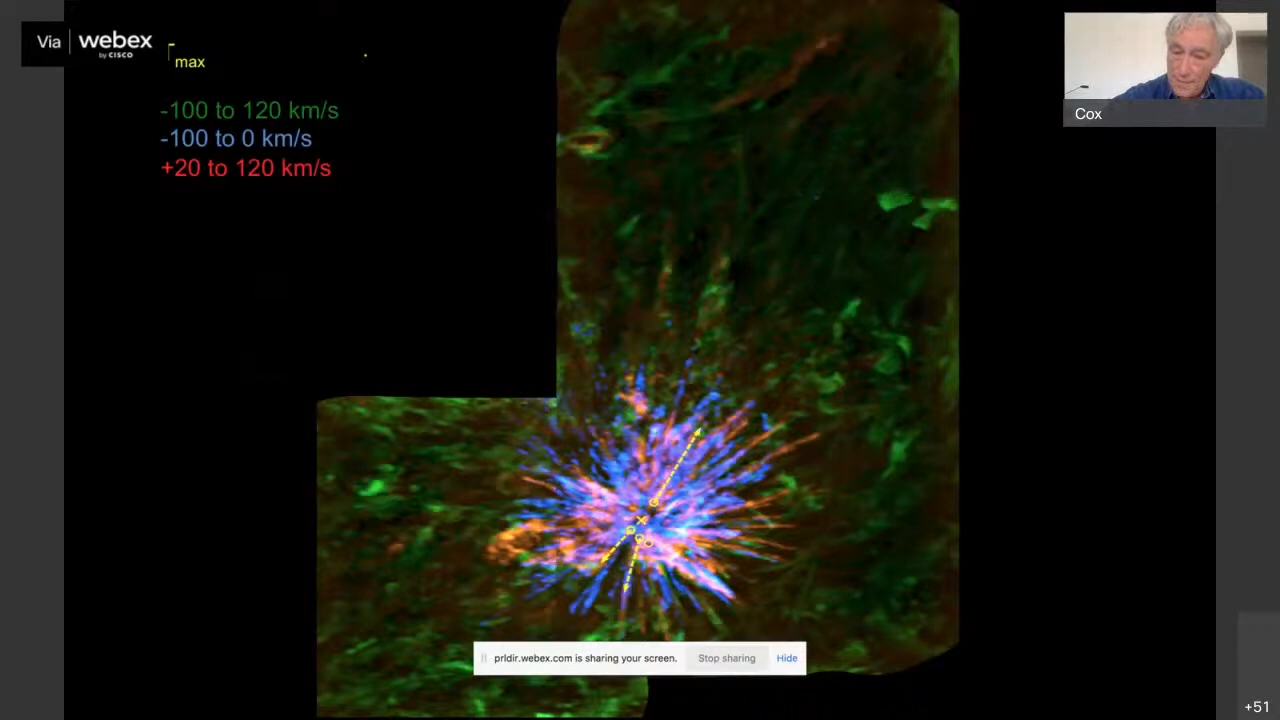 Via | webex
by CISCO
max
-100 to 120 km/s
-100 to 0 km/s
+20 to 120 km/s
Cox
prldir.webex.com is sharing your screen. Stop sharing Hide
+51